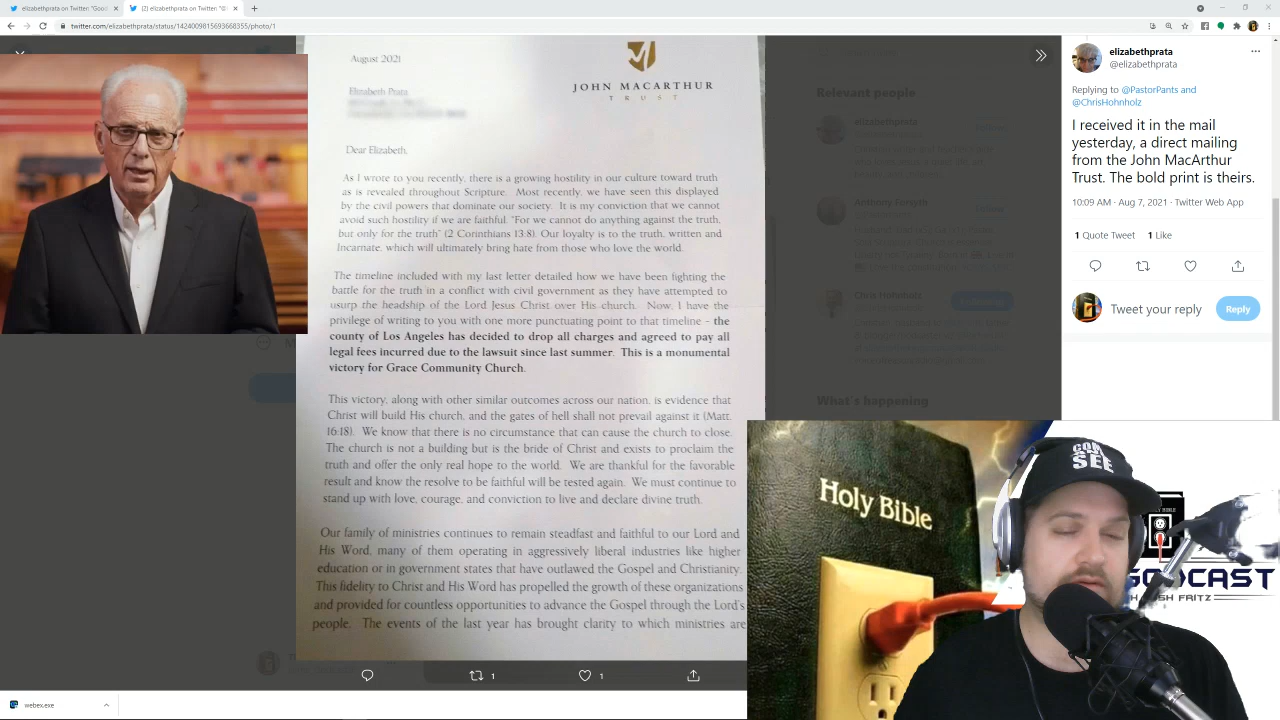 elizabethprata on Twitter: "Good
(2) elizabethprata on Twitter: "@
twitter.com/elizabethprata/status/1424009815693668355/photo/1
August 2021
JOHN MACARTHUR
TRUST
Elizabeth Prata
Dear Elizabeth,
As I wrote to you recently, there is a growing hostility in our culture toward truth
as is revealed throughout Scripture. Most recently, we have seen this displayed
by the civil powers that dominate our society. It is my conviction that we cannot
avoid such hostility if we are faithful. "For we cannot do anything against the truth,
but only for the truth" (2 Corinthians 13:8). Our loyalty is to the truth, written and
Incarnate, which will ultimately bring hate from those who love the world.
The timeline included with my last letter detailed how we have been fighting the
battle for the truth in a conflict with civil government as they have attempted to
usurp the headship of the Lord Jesus Christ over His church. Now, I have the
privilege of writing to you with one more punctuating point to that timeline – the
county of Los Angeles has decided to drop all charges and agreed to pay all
legal fees incurred due to the lawsuit since last summer. This is a monumental
victory for Grace Community Church.
This victory, along with other similar outcomes across our nation, is evidence that
Christ will build His church, and the gates of hell shall not prevail against it (Matt.
16:18). We know that there is no circumstance that can cause the church to close.
The church is not a building but is the bride of Christ and exists to proclaim the
truth and offer the only real hope to the world. We are thankful for the favorable
result and know the resolve to be faithful will be tested again. We must continue to
stand up with love, courage, and conviction to live and declare divine truth.
Our family of ministries continues to remain steadfast and faithful to our Lord and
His Word, many of them operating in aggressively liberal industries like higher
education or in government states that have outlawed the Gospel and Christianity.
This fidelity to Christ and His Word has propelled the growth of these organizations
and provided for countless opportunities to advance the Gospel through the Lord's
people. The events of the last year has brought clarity to which ministries are
1
1
Relevant people
elizabethprata
Anthony Forsyth
Chris Hohnholz
What's happening
elizabethprata
@elizabethprata
Replying to @PastorPants and
@ChrisHohnholz
I received it in the mail
yesterday, a direct mailing
from the John MacArthur
Trust. The bold print is theirs.
10:09 AM · Aug 7, 2021 · Twitter Web App
1 Quote Tweet 1 Like
Tweet your reply
Reply
Holy Bible
COME
SEE
GODCAST
FRITZ
webex.exe